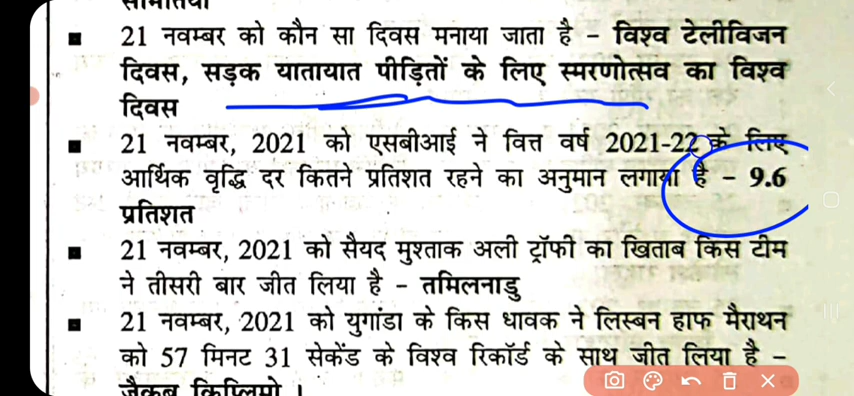 ■ 21 नवम्बर को कौन सा दिवस मनाया जाता है – विश्व टेलीविजन
दिवस, सड़क यातायात पीड़ितों के लिए स्मरणोत्सव का विश्व
दिवस
■ 21 नवम्बर, 2021 को एसबीआई ने वित्त वर्ष 2021-22 के लिए
आर्थिक वृद्धि दर कितने प्रतिशत रहने का अनुमान लगाया है – 9.6
प्रतिशत
■ 21 नवम्बर, 2021 को सैयद मुश्ताक अली ट्रॉफी का खिताब किस टीम
ने तीसरी बार जीत लिया है – तमिलनाडु
■ 21 नवम्बर, 2021 को युगांडा के किस धावक ने लिस्बन हाफ मैराथन
को 57 मिनट 31 सेकेंड के विश्व रिकॉर्ड के साथ जीत लिया है –
जैकब किप्लिमो ।